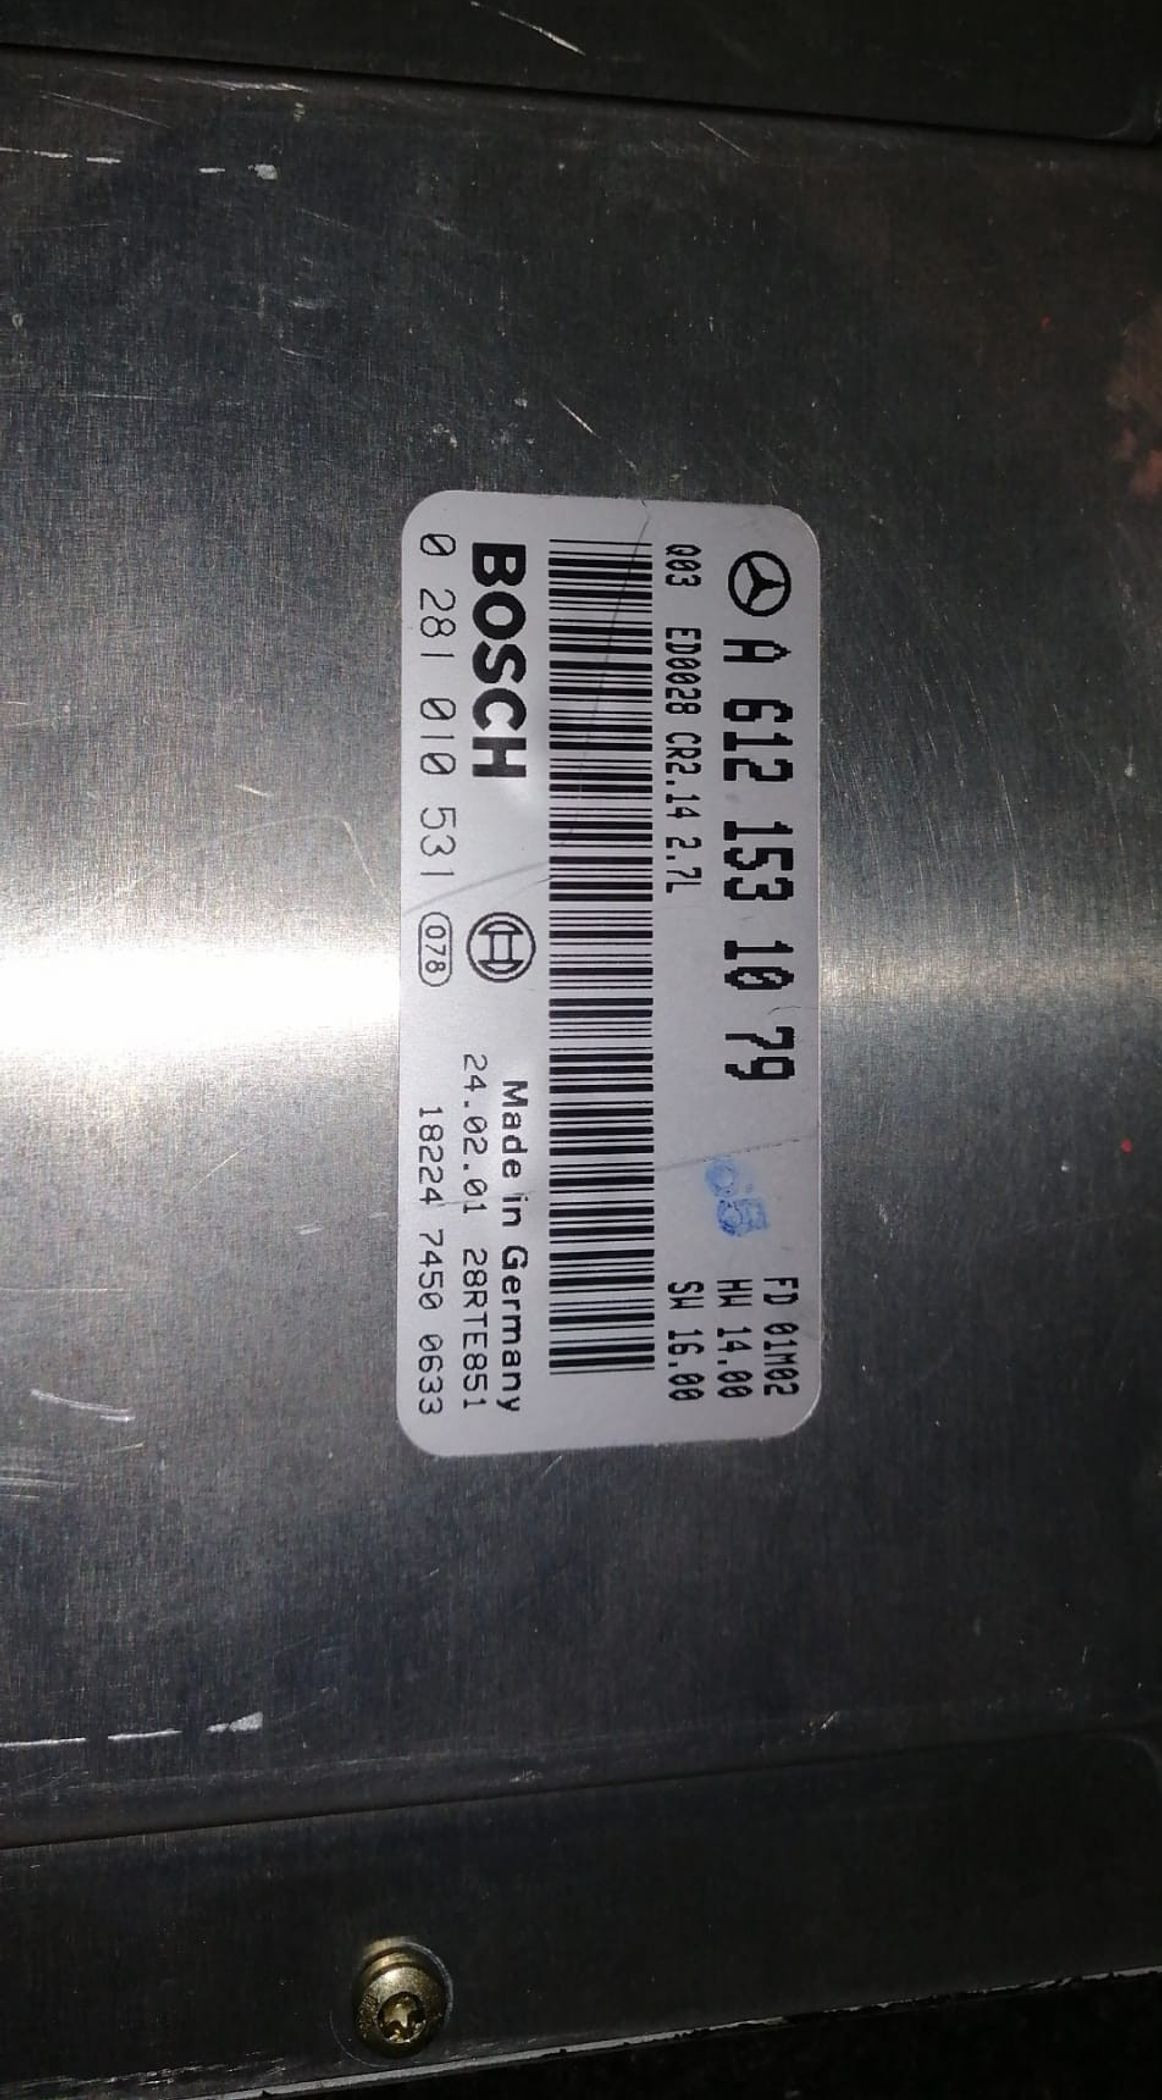 A 612 153 10 79
FD 01M02
HW 14.00
Q03 ED0028 CR2.14 2.7L
SW 16.00
BOSCH
Made in Germany
24.02.01 28RTE851
0 281 010 531 078
18224 7450 0633